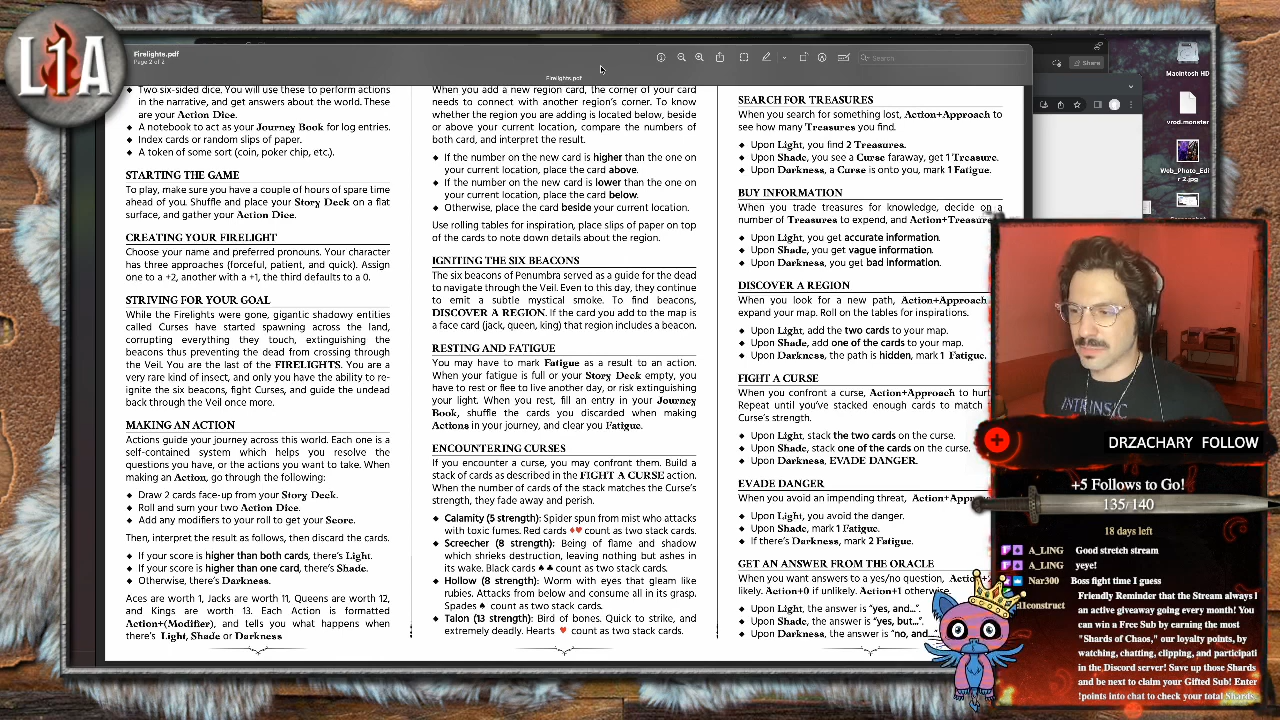 L1A
Firelights.pdf
Page 2 of 2
Firelights.pdf
Search
Share
Macintosh HD
vrod.monster
Web_Photo_Edi
r 2.jpg
Two six-sided dice. You will use these to perform actions
in the narrative, and get answers about the world. These
are your Action Dice.
A notebook to act as your Journey Book for log entries.
Index cards or random slips of paper.
A token of some sort (coin, poker chip, etc.).
STARTING THE GAME
To play, make sure you have a couple of hours of spare time
ahead of you. Shuffle and place your Story Deck on a flat
surface, and gather your Action Dice.
CREATING YOUR FIRELIGHT
Choose your name and preferred pronouns. Your character
has three approaches (forceful, patient, and quick). Assign
one to a +2, another with a +1, the third defaults to a 0.
STRIVING FOR YOUR GOAL
While the Firelights were gone, gigantic shadowy entities
called Curses have started spawning across the land,
corrupting everything they touch, extinguishing the
beacons thus preventing the dead from crossing through
the Veil. You are the last of the FIRELIGHTS. You are a
very rare kind of insect, and only you have the ability to re-
ignite the six beacons, fight Curses, and guide the undead
back through the Veil once more.
MAKING AN ACTION
Actions guide your journey across this world. Each one is a
self-contained system which helps you resolve the
questions you have, or the actions you want to take. When
making an Action, go through the following:
Draw 2 cards face-up from your Story Deck.
Roll and sum your two Action Dice.
Add any modifiers to your roll to get your Score.
Then, interpret the result as follows, then discard the cards.
If your score is higher than both cards, there's Light.
If your score is higher than one card, there's Shade.
Otherwise, there's Darkness.
Aces are worth 1, Jacks are worth 11, Queens are worth 12,
and Kings are worth 13. Each Action is formatted
Action+(Modifier), and tells you what happens when
there's Light, Shade or Darkness
When you add a new region card, the corner of your card
needs to connect with another region's corner. To know
whether the region you are adding is located below, beside
or above your current location, compare the numbers of
both card, and interpret the result.
If the number on the new card is higher than the one on
your current location, place the card above.
If the number on the new card is lower than the one on
your current location, place the card below.
Otherwise, place the card beside your current location.
Use rolling tables for inspiration, place slips of paper on top
of the cards to note down details about the region.
IGNITING THE SIX BEACONS
The six beacons of Penumbra served as a guide for the dead
to navigate through the Veil. Even to this day, they continue
to emit a subtle mystical smoke. To find beacons,
DISCOVER A REGION. If the card you add to the map is
a face card (jack, queen, king) that region includes a beacon.
RESTING AND FATIGUE
You may have to mark Fatigue as a result to an action.
When your fatigue is full or your Story Deck empty, you
have to rest or flee to live another day, or risk extinguishing
your light. When you rest, fill an entry in your Journey
Book, shuffle the cards you discarded when making
Actions in your journey, and clear you Fatigue.
ENCOUNTERING CURSES
If you encounter a curse, you may confront them. Build a
stack of cards as described in the FIGHT A CURSE action.
When the number of cards of the stack matches the Curse's
strength, they fade away and perish.
Calamity (5 strength): Spider spun from mist who attacks
with loxic fumes. Red cards ♦♥ count as two stack cards.
Screecher (8 strength): Being of flame and shadow
which shrieks destruction, leaving nothing but ashes in
its wake. Black cards ♠ ♣ count as two stack cards.
Hollow (8 strength): Worm with eyes that gleam like
rubies. Attacks from below and consume all in its grasp.
Spades ♠ count as two stack cards.
Talon (13 strength): Bird of bones. Quick to strike, and
extremely deadly. Hearts ♥ count as two stack cards.
SEARCH FOR TREASURES
When you search for something lost, Action+Approach to
see how many Treasures you find.
Upon Light, you find 2 Treasures.
Upon Shade, you see a Curse faraway, get 1 Treasure.
Upon Darkness, a Curse is onto you, mark 1 Fatigue.
BUY INFORMATION
When you trade treasures for knowledge, decide on a
number of Treasures to expend, and Action+Treasure
Upon Light, you get accurate information.
Upon Shade, you get vague information.
Upon Darkness, you get bad information.
DISCOVER A REGION
When you look for a new path, Action+Approach
expand your map. Roll on the tables for inspirations.
Upon Light, add the two cards to your map.
Upon Shade, add one of the cards to your map.
Upon Darkness, the path is hidden, mark 1 Fatigue.
FIGHT A CURSE
When you confront a curse, Action+Approach to hurt
Repeat until you've stacked enough cards to match
Curse's strength.
Upon Light, stack the two cards on the curse.
Upon Shade, stack one of the cards on the curse.
Upon Darkness, EVADE DANGER.
EVADE DANGER
When you avoid an impending threat, Action+Appr
Upon Light, you avoid the danger.
Upon Shade, mark 1 Fatigue.
If there's Darkness, mark 2 Fatigue.
GET AN ANSWER FROM THE ORACLE
When you want answers to a yes/no question,
likely. Action+0 if unlikely. Action+1 otherwise.
Upon Light, the answer is "yes, and...".
Upon Shade, the answer is "yes, but...".
Upon Darkness, the answer is "no, and..."
INTRINSIC
DRZACHARY FOLLOW
+5 Follows to Go!
135/140
18 days left
A_LING Good stretch stream
A_LING yeye!
Nar300 Boss fight time I guess
Friendly Reminder that the Stream always
an active giveaway going every month! You
can win a Free Sub by earning the most
"Shards of Chaos," our loyalty points, by
watching, chatting, clipping, and participati
in the Discord server! Save up those Shards
and be next to claim your Gifted Sub! Enter
!points into chat to check your total Shards